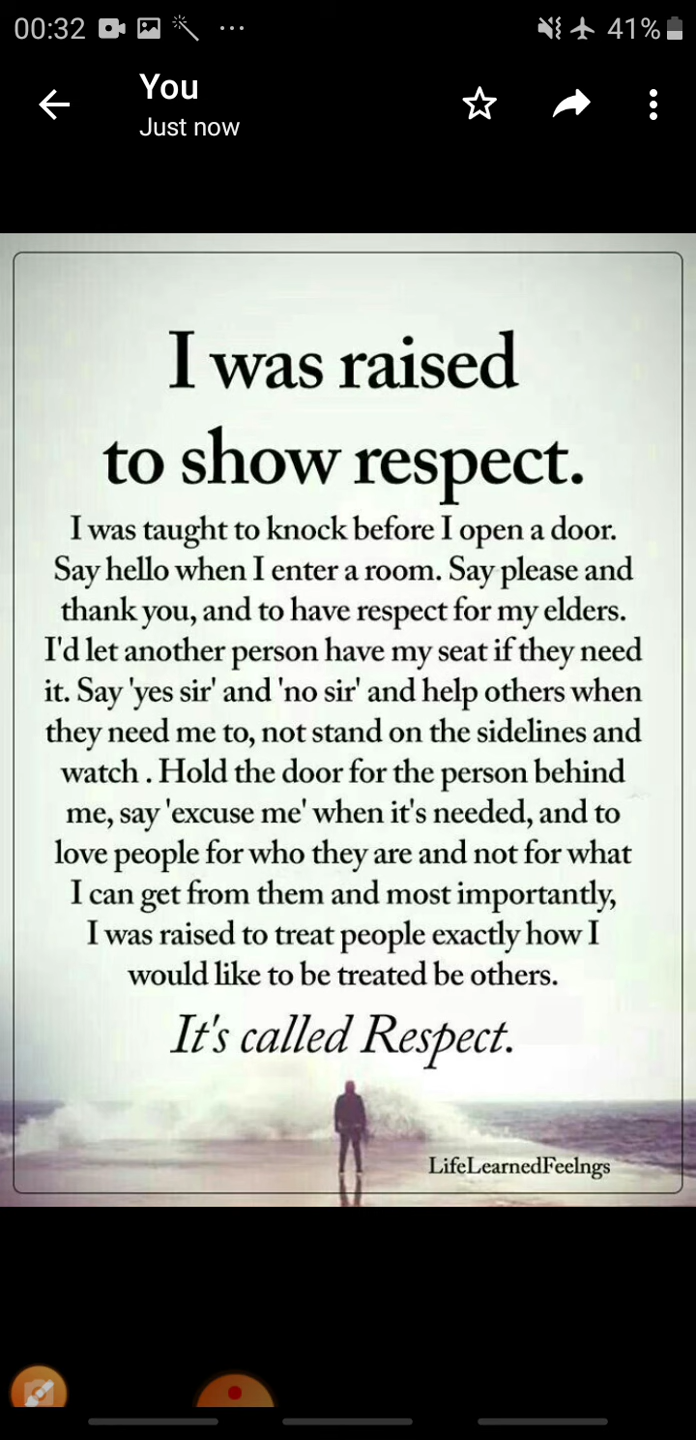 00:32 ... 41%
You
Just now
I was raised
to show respect.
I was taught to knock before I open a door.
Say hello when I enter a room. Say please and
thank you, and to have respect for my elders.
I'd let another person have my seat if they need
it. Say 'yes sir' and 'no sir' and help others when
they need me to, not stand on the sidelines and
watch . Hold the door for the person behind
me, say 'excuse me' when it's needed, and to
love people for who they are and not for what
I can get from them and most importantly,
I was raised to treat people exactly how I
would like to be treated be others.
It's called Respect.
LifeLearnedFeelngs